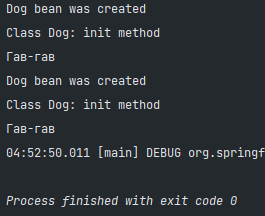 Dog bean was created
Class Dog: init method
Гав-гав
Dog bean was created
Class Dog: init method
Гав-гав
04:52:50.011 [main] DEBUG org.springf
Process finished with exit code 0